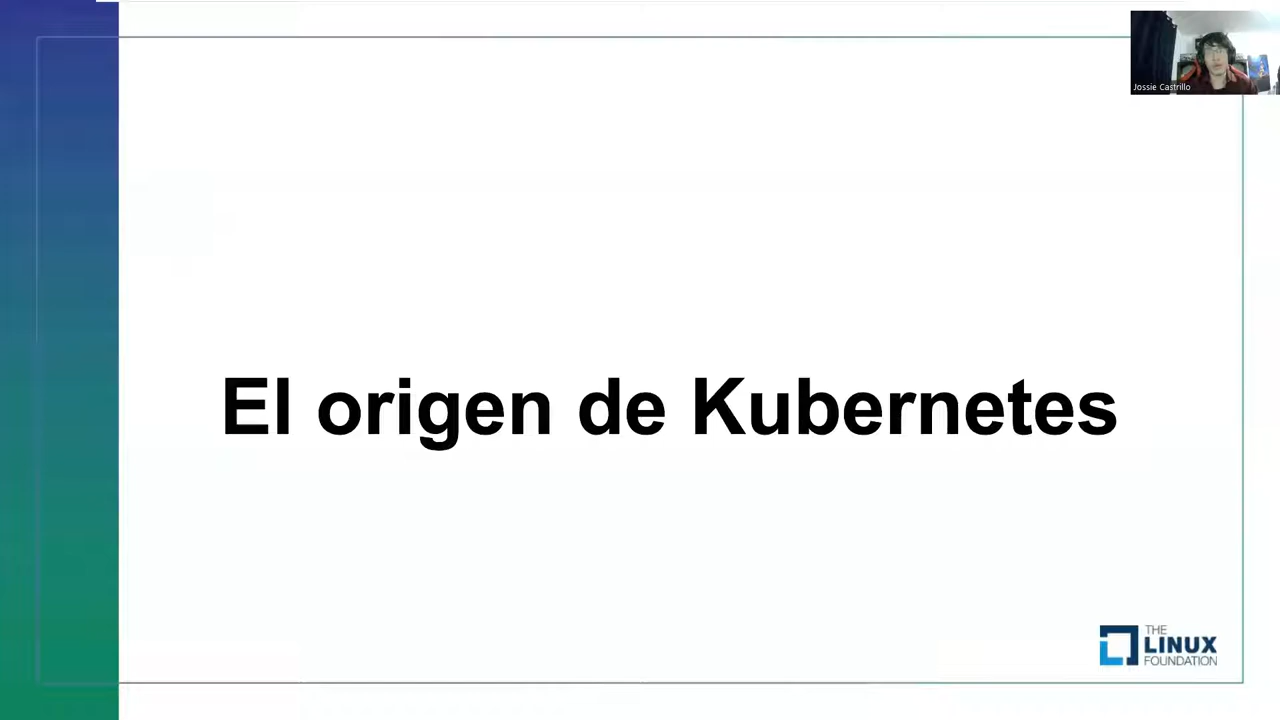 Jossie Castrillo
El origen de Kubernetes
THE
LINUX
FOUNDATION